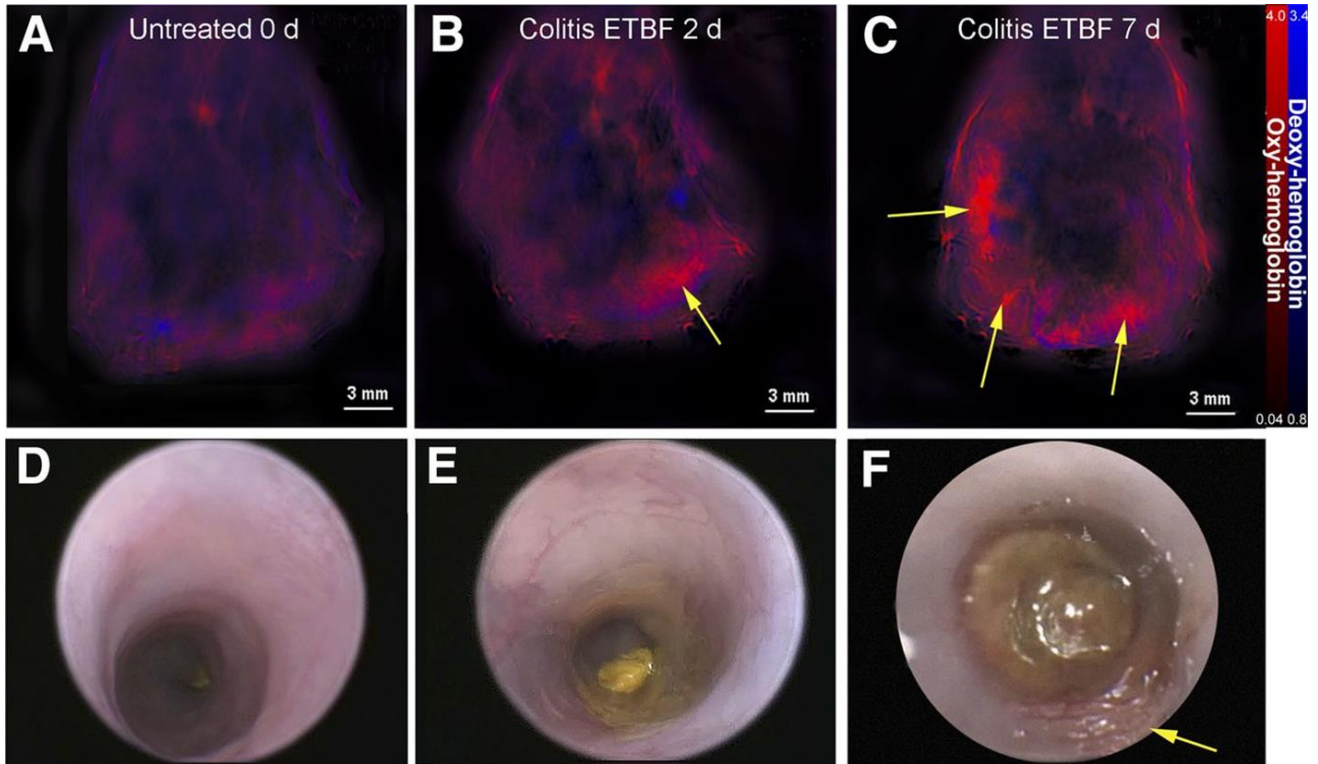 A
Untreated 0 d
3 mm
B
Colitis ETBF 2 d
3 mm
C
Colitis ETBF 7 d
3 mm
4.0 3.4
Oxy-hemoglobin
Deoxy-hemoglobin
0.04 0.8
D
E
F